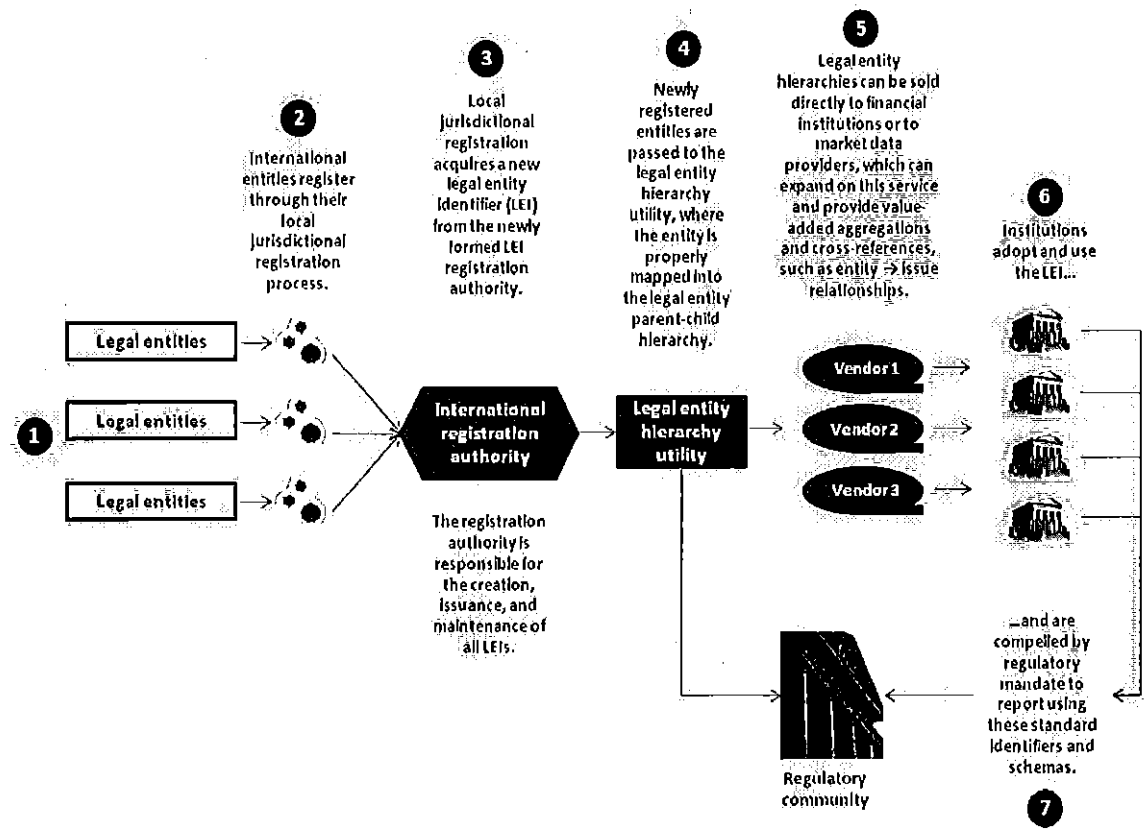 1
Legal entities
Legal entities
Legal entities
2
International
entities register
through their
local
jurisdictional
registration
process.
3
Local
jurisdictional
registration
acquires a new
legal entity
identifier (LEI)
from the newly
formed LEI
registration
authority.
International
registration
authority
The registration
authority is
responsible for
the creation,
issuance, and
maintenance of
all LEIs.
4
Newly
registered
entities are
passed to the
legal entity
hierarchy
utility, where
the entity is
properly
mapped into
the legal entity
parent-child
hierarchy.
Legal entity
hierarchy
utility
5
Legal entity
hierarchies can be sold
directly to financial
institutions or to
market data
providers, which can
expand on this service
and provide value-
added aggregations
and cross-references,
such as entity → issue
relationships.
Vendor 1
Vendor 2
Vendor 3
6
Institutions
adopt and use
the LEI...
...and are
compelled by
regulatory
mandate to
report using
these standard
identifiers and
schemas.
7
Regulatory
community